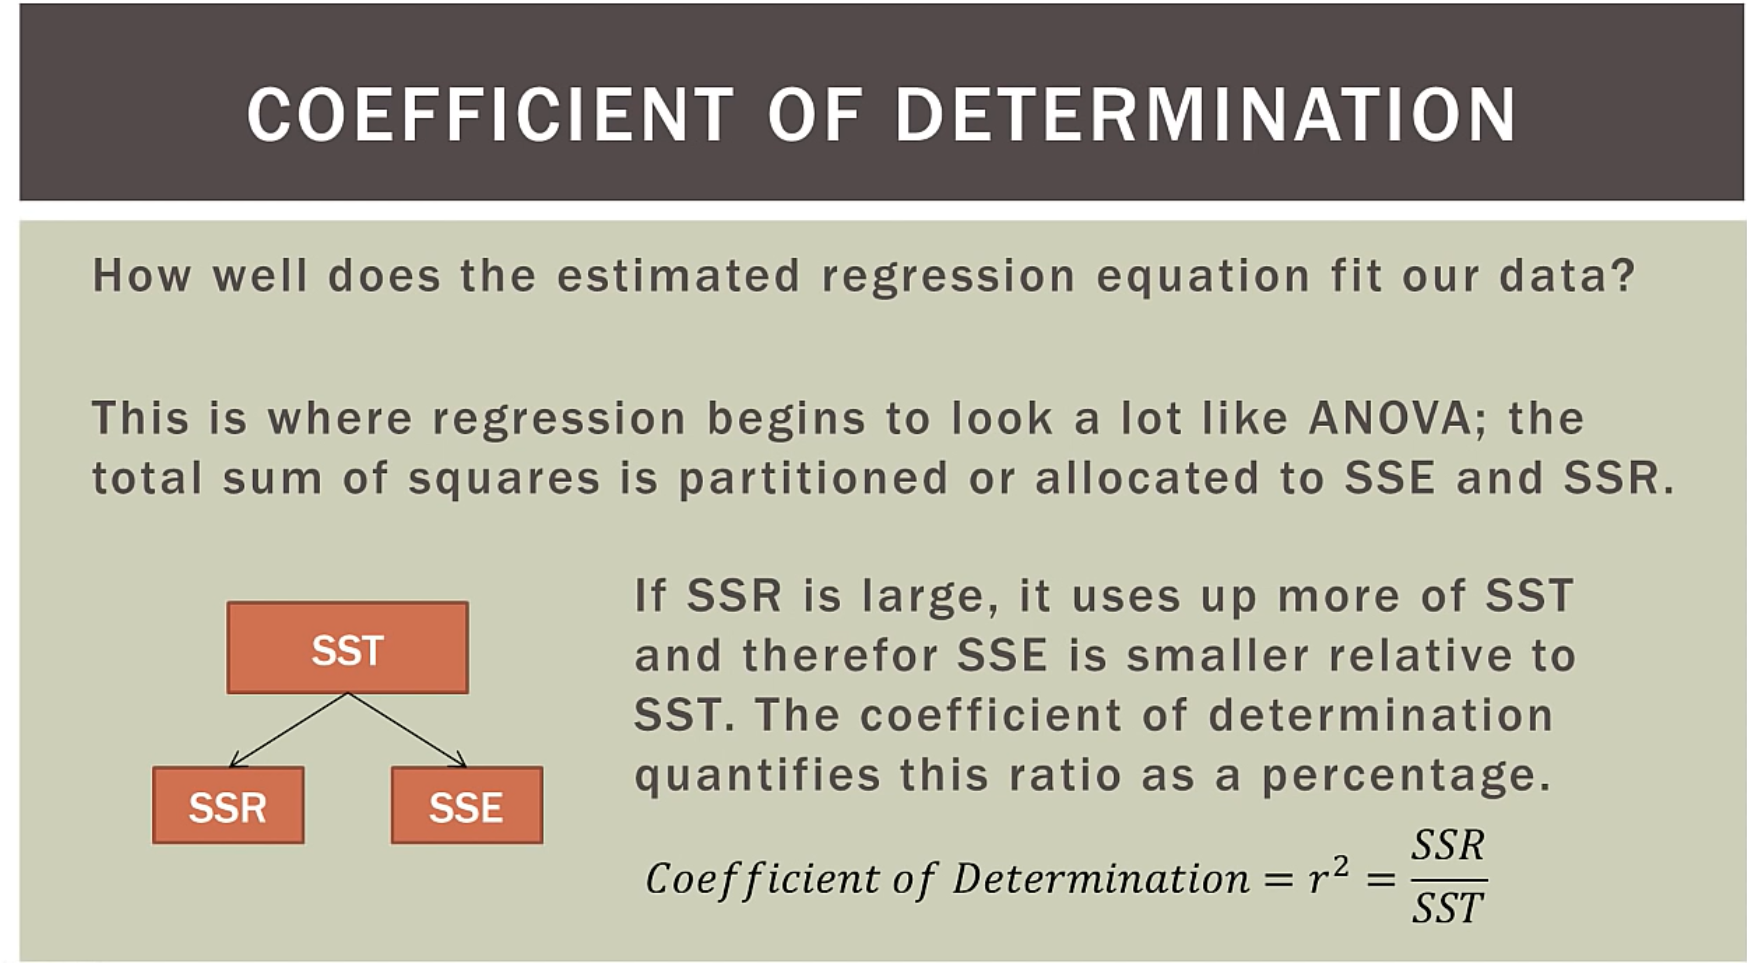 COEFFICIENT OF DETERMINATION
How well does the estimated regression equation fit our data?
This is where regression begins to look a lot like ANOVA; the
total sum of squares is partitioned or allocated to SSE and SSR.
SST
SSR
SSE
If SSR is large, it uses up more of SST
and therefor SSE is smaller relative to
SST. The coefficient of determination
quantifies this ratio as a percentage.
Coefficient of Determination = r² = SSR/SST